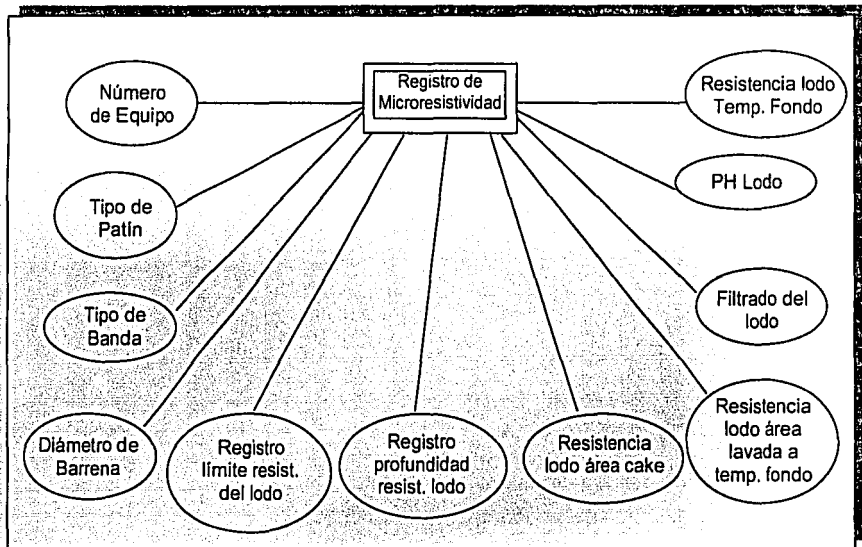 Registro de
Microresistividad
Número
de Equipo
Tipo de
Patín
Tipo de
Banda
Diámetro de
Barrena
Registro
límite resist.
del lodo
Registro
profundidad
resist. lodo
Resistencia
lodo área cake
Resistencia
lodo área
lavada a
temp. fondo
Filtrado del
lodo
PH Lodo
Resistencia lodo
Temp. Fondo